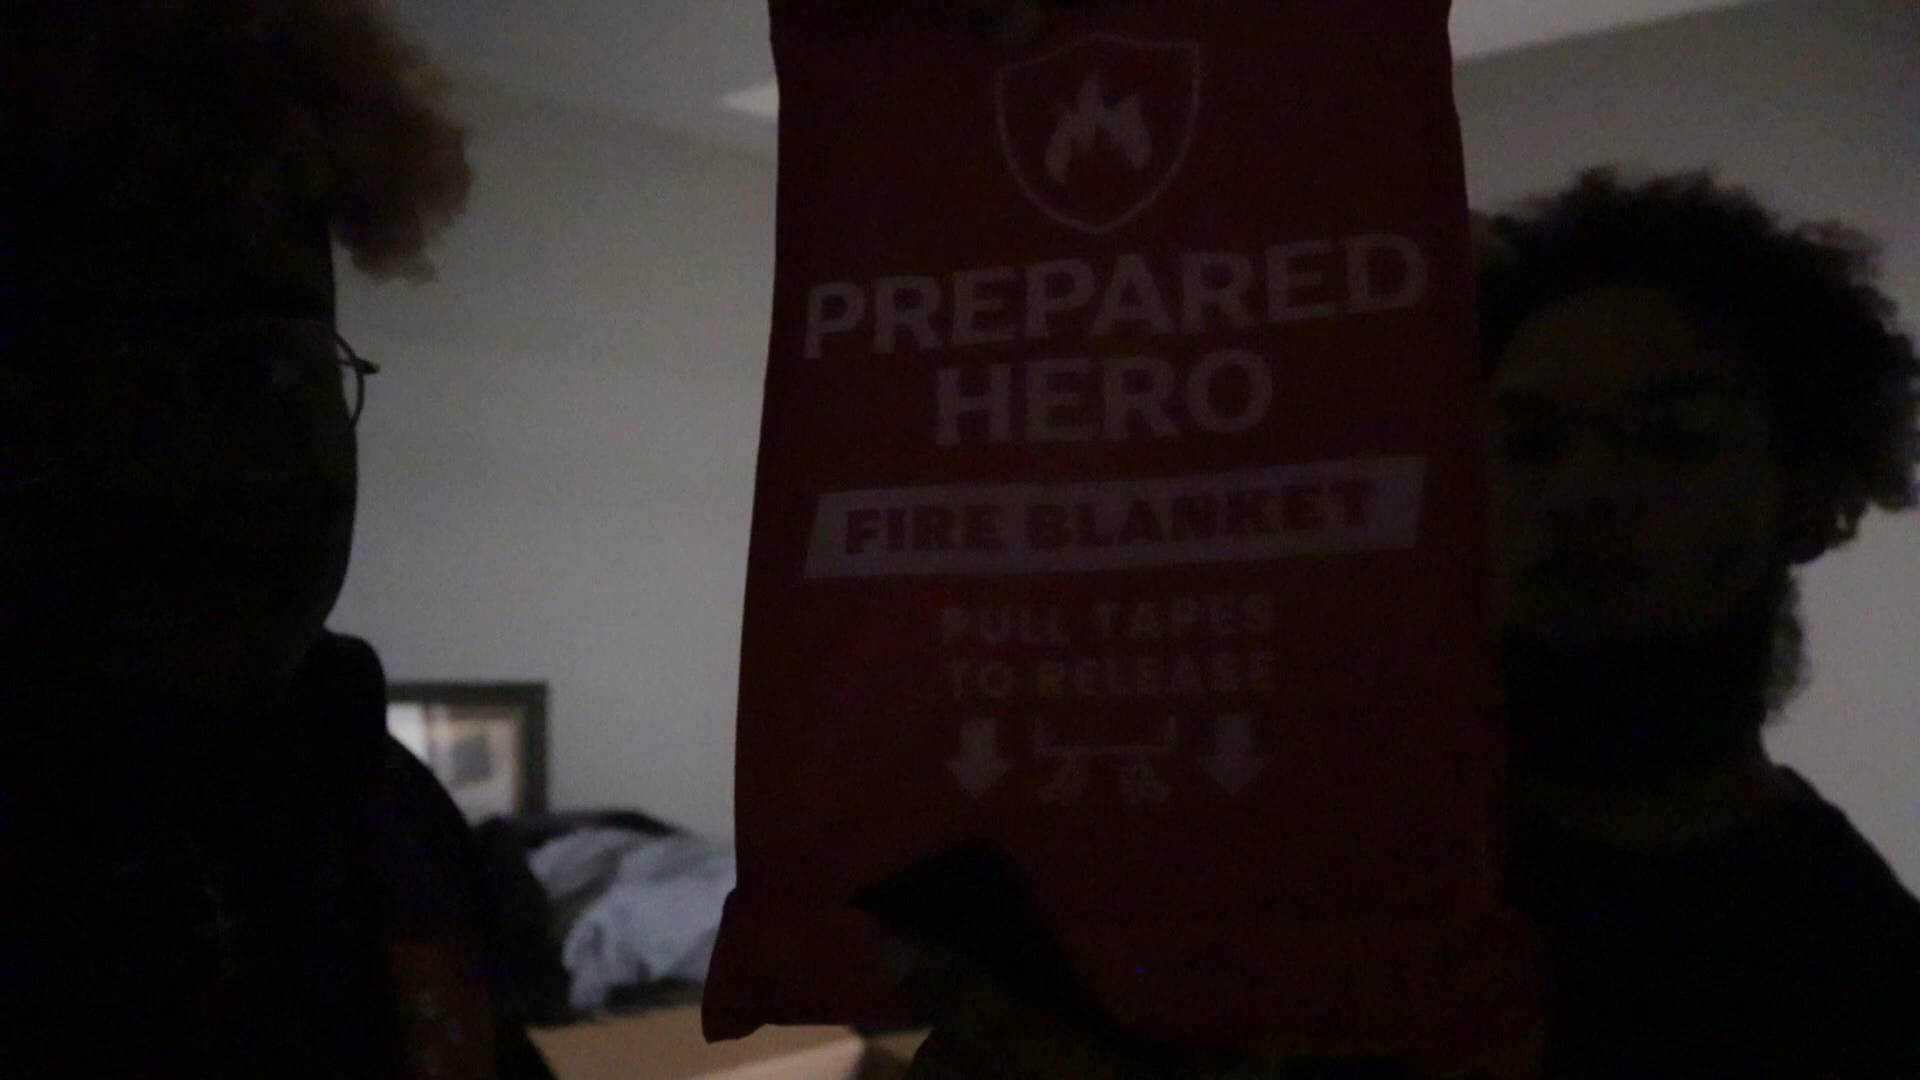 PREPARED
HERO
FIRE BLANKET
PULL TAPES
TO RELEASE